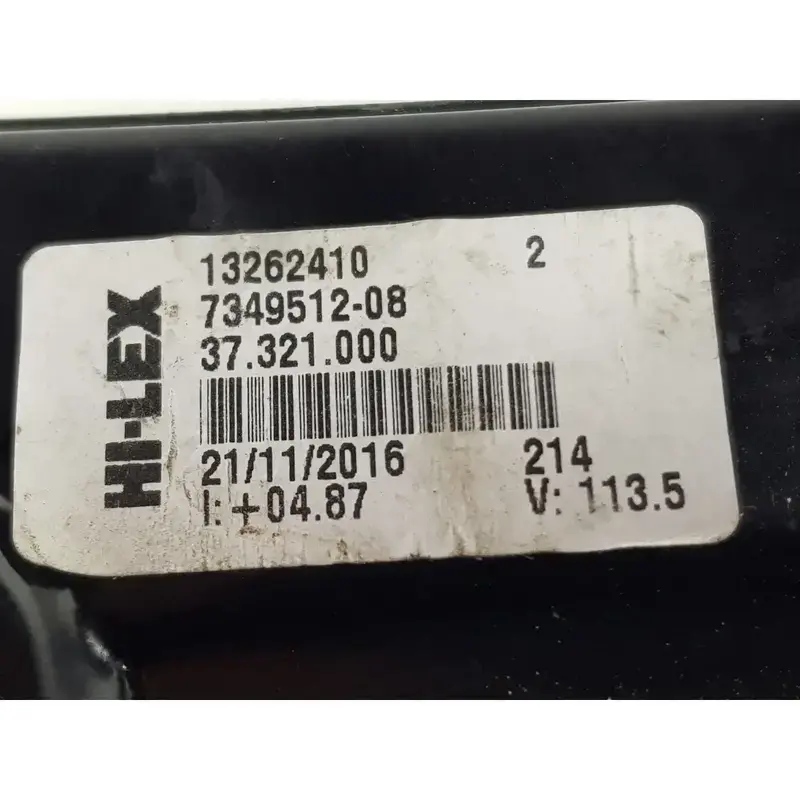 HI-LEX
13262410 2
7349512-08
37.321.000
21/11/2016 214
I: +04.87 V: 113.5